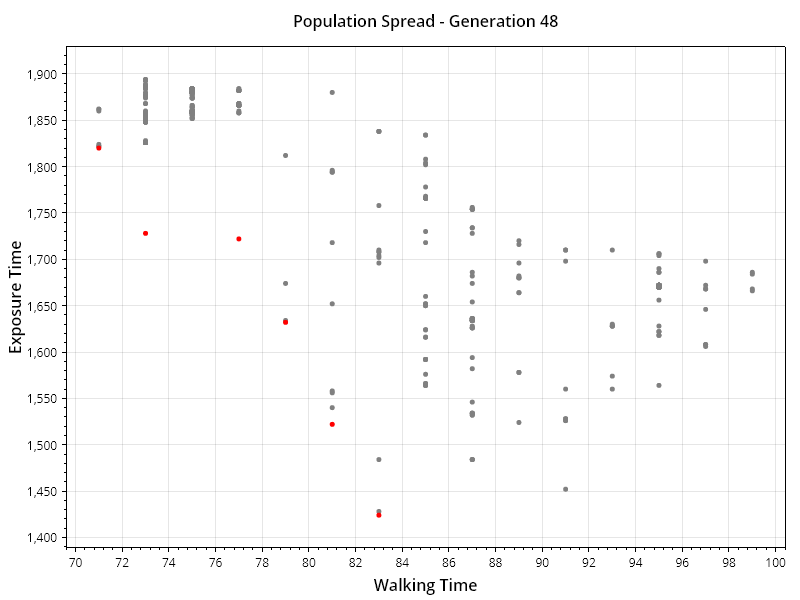 Population Spread - Generation 48
Exposure Time
1,900
1,850
1,800
1,750
1,700
1,650
1,600
1,550
1,500
1,450
1,400
70 72 74 76 78 80 82 84 86 88 90 92 94 96 98 100
Walking Time